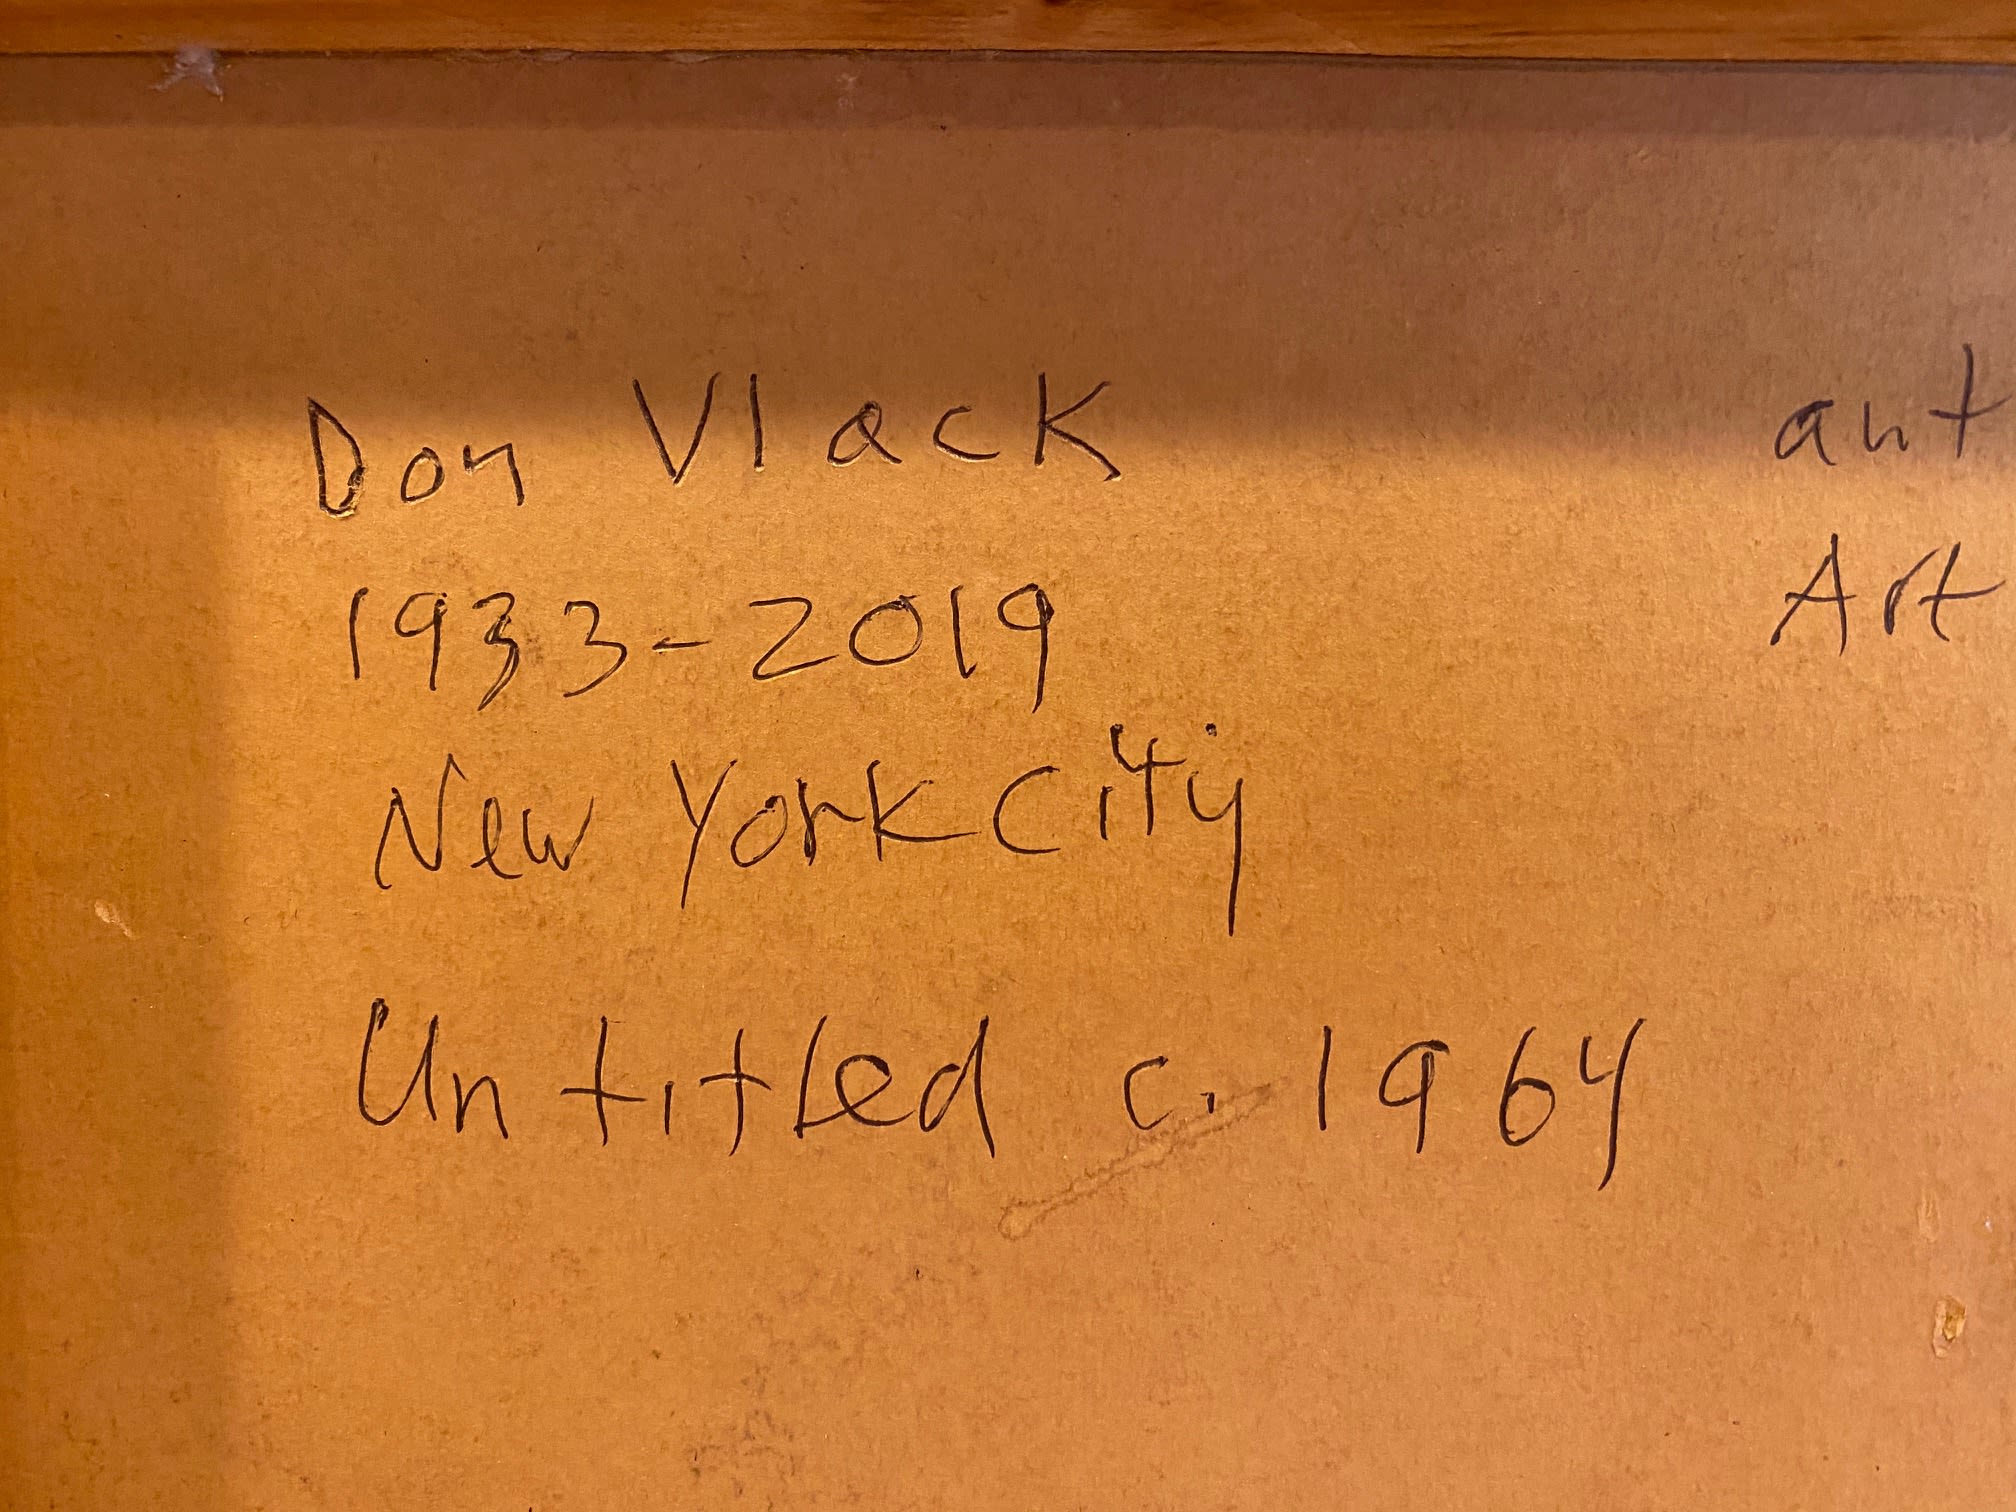 Don Vlack
1933-2019
New York City
Untitled c. 1964
ant
Art